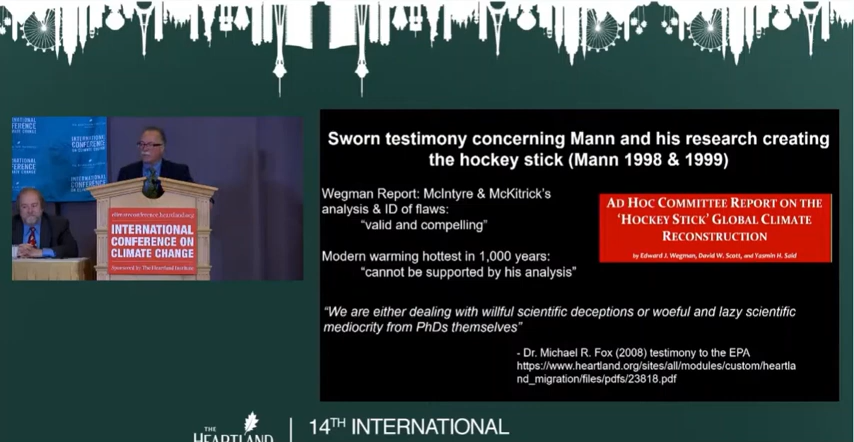 INTERNATIONAL
CONFERENCE
climateconference.heartland.org
INTERNATIONAL
CONFERENCE ON
CLIMATE CHANGE
Sponsored by The Heartland Institute
Sworn testimony concerning Mann and his research creating
the hockey stick (Mann 1998 & 1999)
Wegman Report: McIntyre & McKitrick's
analysis & ID of flaws:
"valid and compelling"
Modern warming hottest in 1,000 years:
"cannot be supported by his analysis"
AD HOC COMMITTEE REPORT ON THE
'HOCKEY STICK' GLOBAL CLIMATE
RECONSTRUCTION
by Edward J. Wegman, David W. Scott, and Yasmin H. Said
"We are either dealing with willful scientific deceptions or woeful and lazy scientific
mediocrity from PhDs themselves"
- Dr. Michael R. Fox (2008) testimony to the EPA
https://www.heartland.org/sites/all/modules/custom/heartla
nd_migration/files/pdfs/23818.pdf
THE
HEARTLAND
14TH INTERNATIONAL